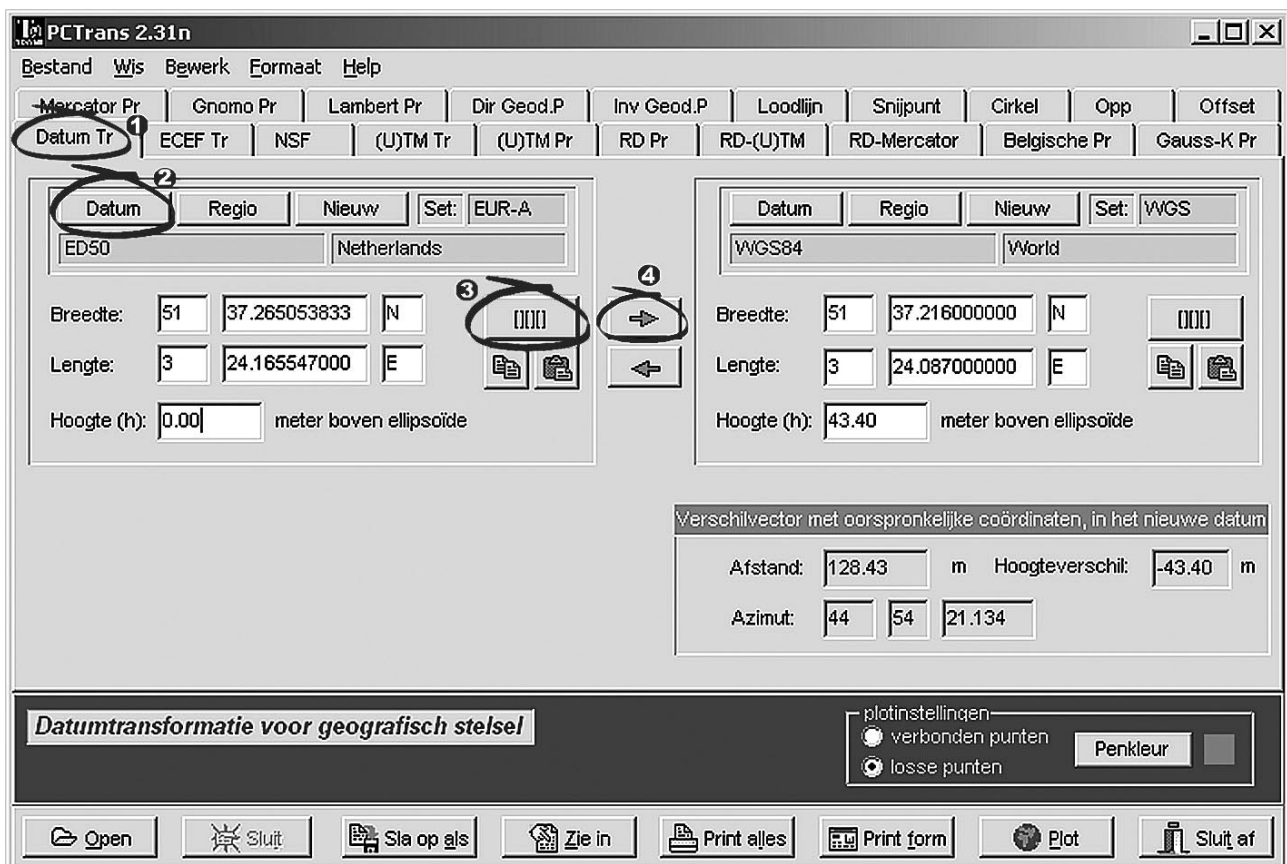 PCTrans 2.31n
Bestand Wis Bewerk Formaat Help
Mercator Pr Gnomo Pr Lambert Pr Dir Geod.P Inv Geod.P Loodlijn Snijpunt Cirkel Opp Offset
Datum Tr ECEF Tr NSF (U)TM Tr (U)TM Pr RD Pr RD-(U)TM RD-Mercator Belgische Pr Gauss-K Pr
1
2
Datum Regio Nieuw Set: EUR-A
ED50 Netherlands
3
Breedte: 51 37.265053833 N [][][]
Lengte: 3 24.165547000 E
Hoogte (h): 0.00 meter boven ellipsoïde
4
Datum Regio Nieuw Set: WGS
WGS84 World
Breedte: 51 37.216000000 N [][][]
Lengte: 3 24.087000000 E
Hoogte (h): 43.40 meter boven ellipsoïde
Verschilvector met oorspronkelijke coördinaten, in het nieuwe datum
Afstand: 128.43 m Hoogteverschil: -43.40 m
Azimut: 44 54 21.134
Datumtransformatie voor geografisch stelsel
plotinstellingen
verbonden punten
losse punten
Penkleur
Open Sluit Sla op als Zie in Print alles Print form Plot Sluit af